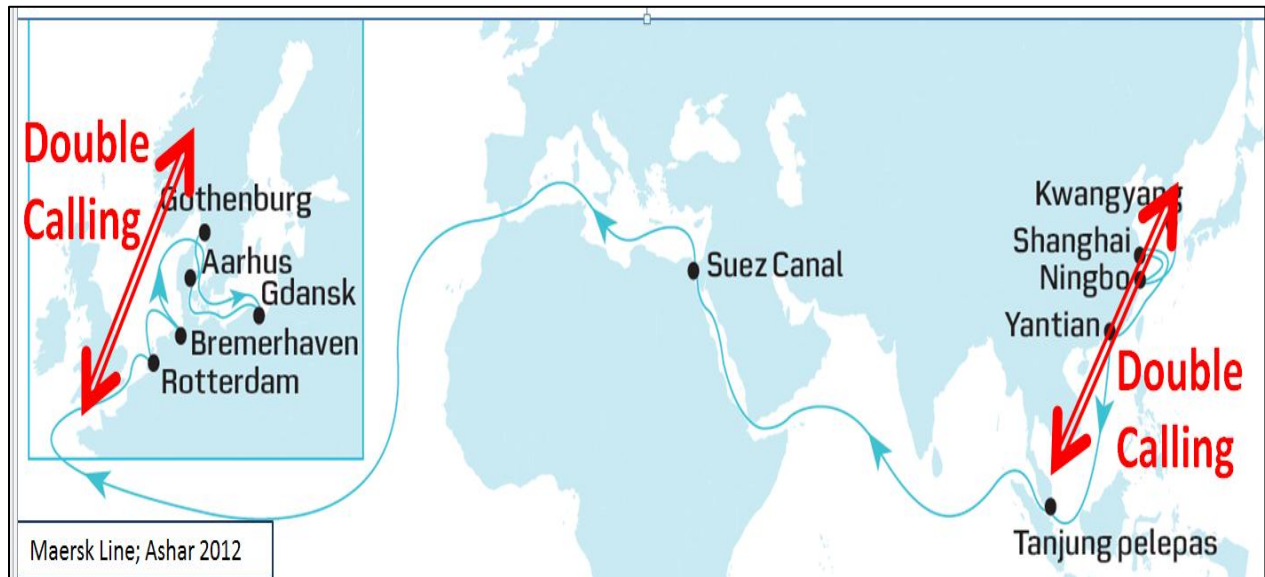 Double
Calling
Gothenburg
Aarhus
Gdansk
Bremerhaven
Rotterdam
Suez Canal
Kwangyang
Shanghai
Ningbo
Yantian
Double
Calling
Tanjung pelepas
Maersk Line; Ashar 2012